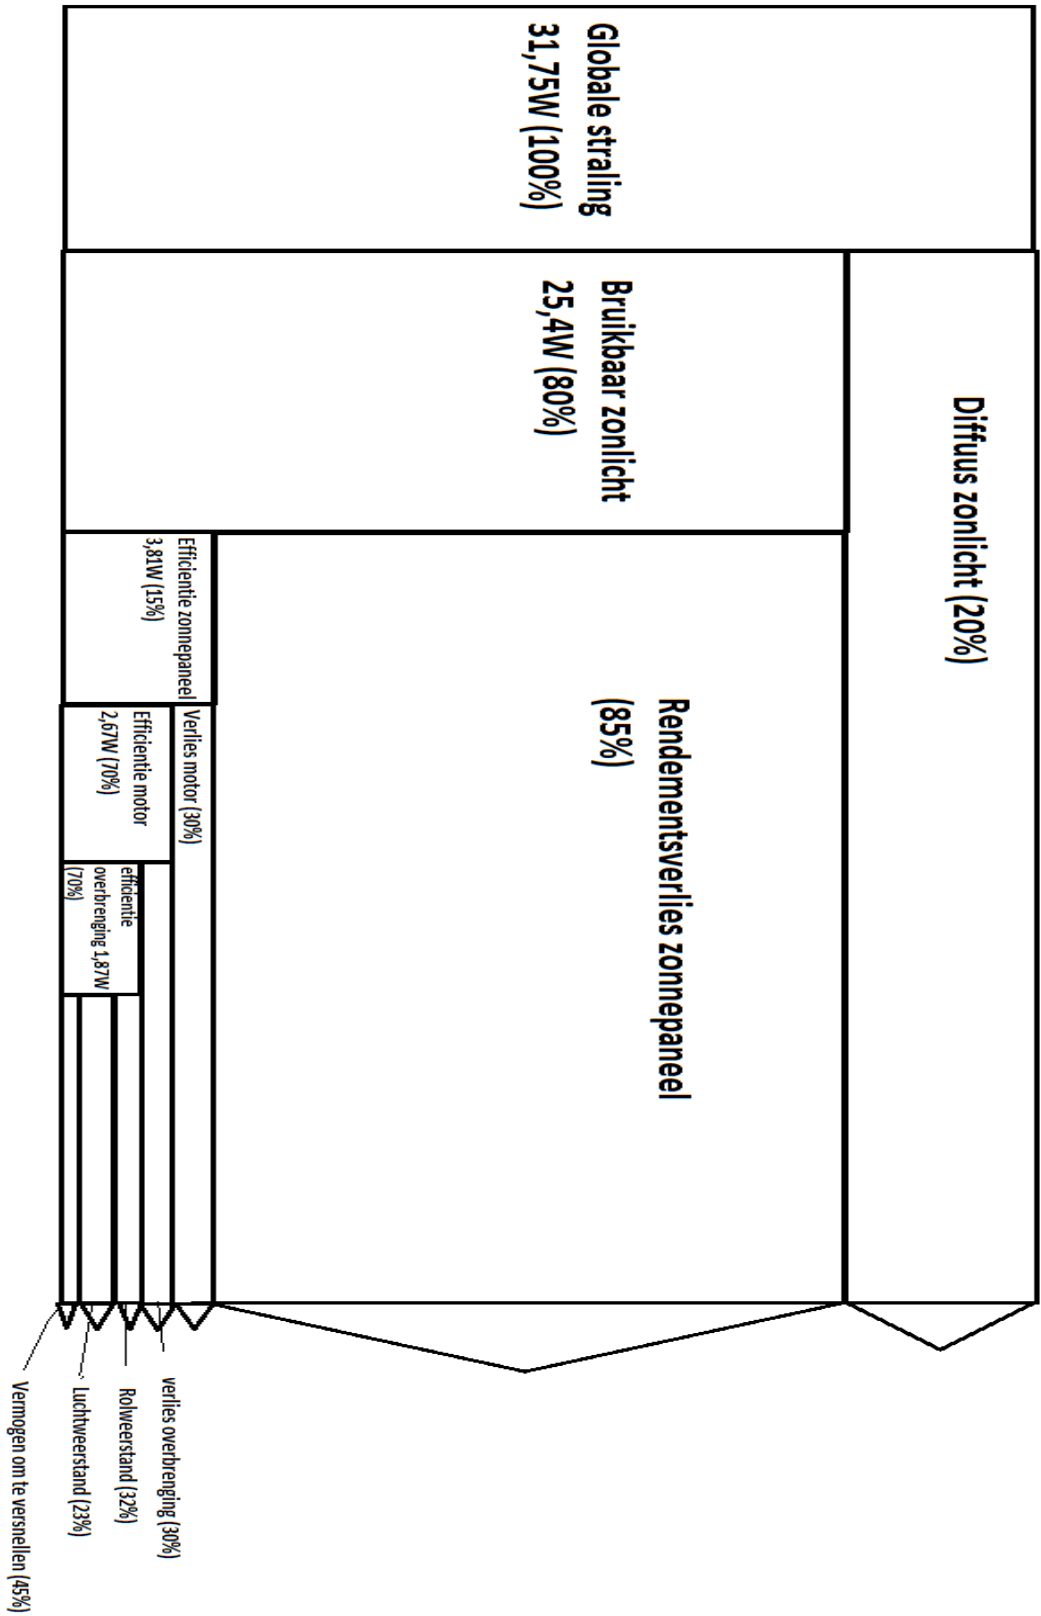 Globale straling
31,75W (100%)
Diffuus zonlicht (20%)
Bruikbaar zonlicht
25,4W (80%)
Rendementsverlies zonnepaneel
(85%)
Efficientie zonnepaneel
3,81W (15%)
Verlies motor (30%)
Efficientie motor
2,67W (70%)
efficientie
overbrenging 1,87W
(70%)
verlies overbrenging (30%)
Rolweerstand (32%)
Luchtweerstand (23%)
Vermogen om te versnellen (45%)